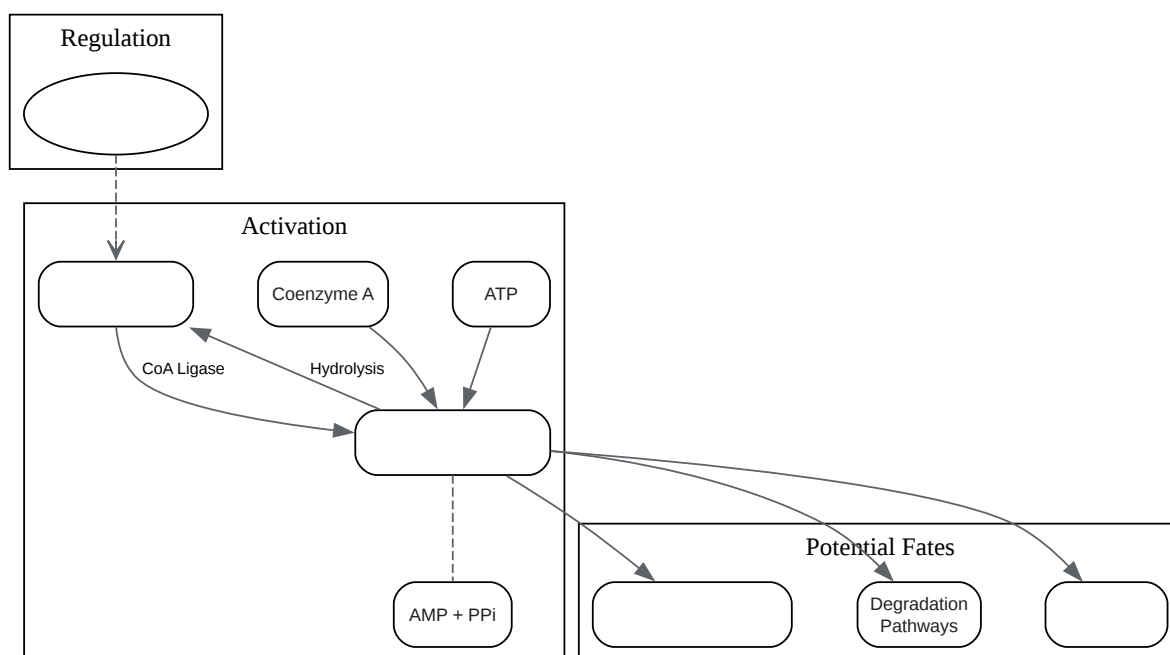 Regulation
Activation
Coenzyme A
ATP
CoA Ligase
Hydrolysis
Potential Fates
AMP + PPi
Degradation
Pathways